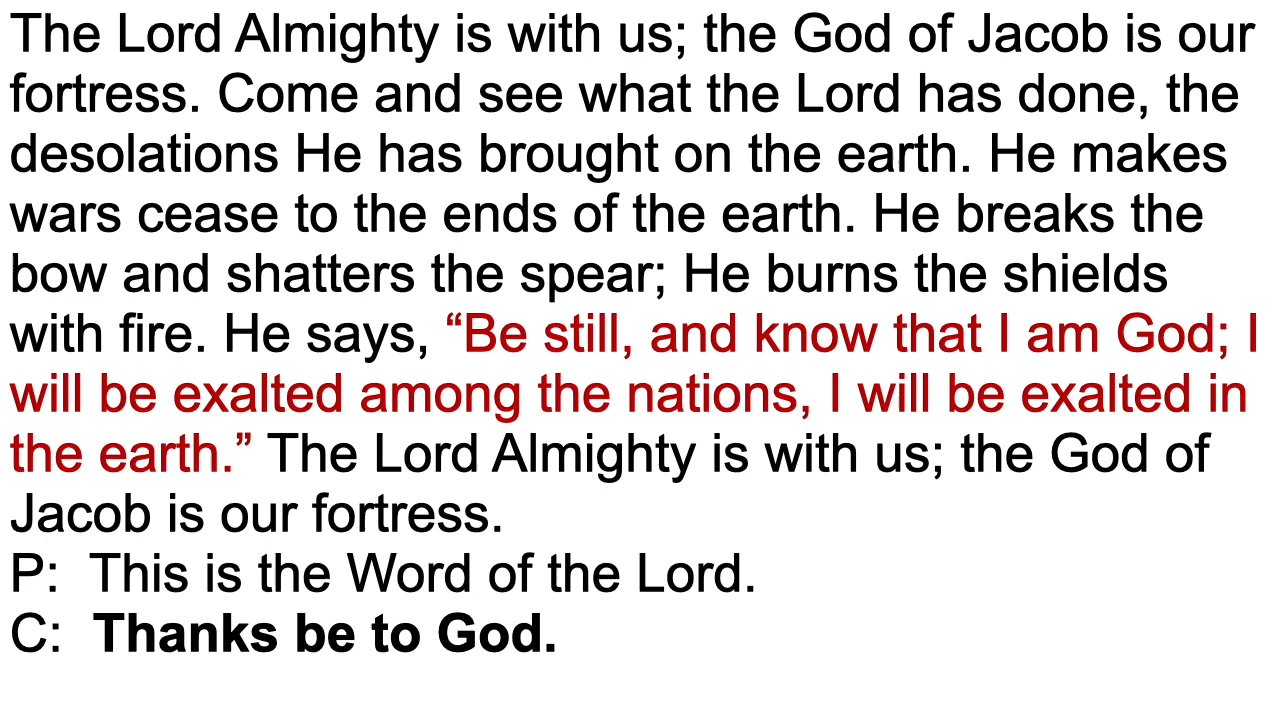 The Lord Almighty is with us; the God of Jacob is our
fortress. Come and see what the Lord has done, the
desolations He has brought on the earth. He makes
wars cease to the ends of the earth. He breaks the
bow and shatters the spear; He burns the shields
with fire. He says, “Be still, and know that I am God; I
will be exalted among the nations, I will be exalted in
the earth.” The Lord Almighty is with us; the God of
Jacob is our fortress.
P:  This is the Word of the Lord.
C:  Thanks be to God.